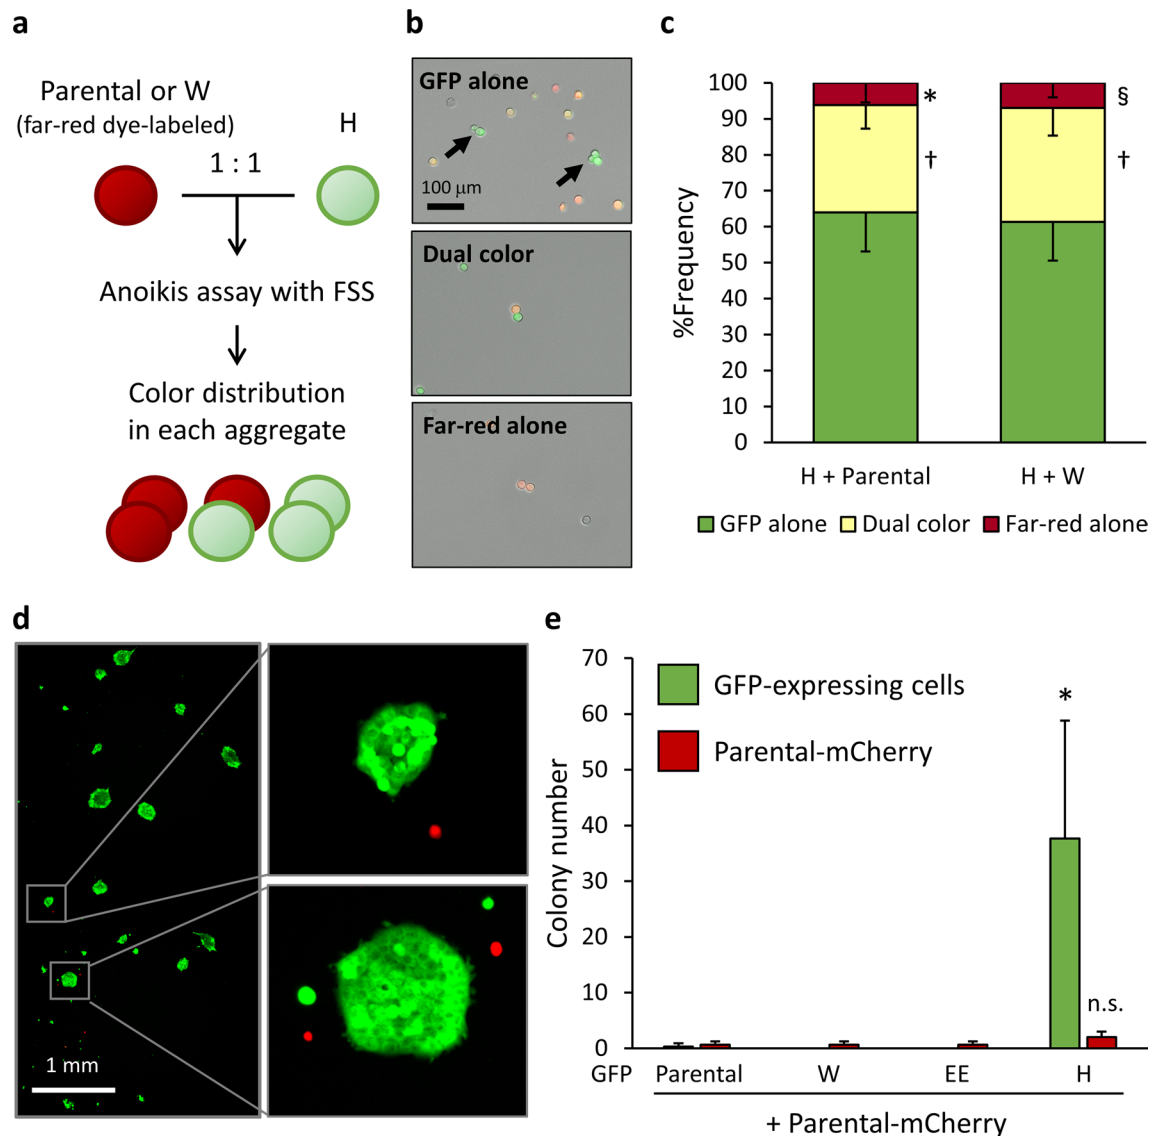 a
Parental or W
(far-red dye-labeled)
H
1 : 1
Anoikis assay with FSS
Color distribution
in each aggregate
b
GFP alone
100 μm
Dual color
Far-red alone
c
%Frequency
100
90
80
70
60
50
40
30
20
10
0
*
†
§
†
H + Parental
H + W
GFP alone
Dual color
Far-red alone
d
1 mm
e
Colony number
70
60
50
40
30
20
10
0
GFP-expressing cells
Parental-mCherry
*
n.s.
GFP Parental W EE H
+ Parental-mCherry